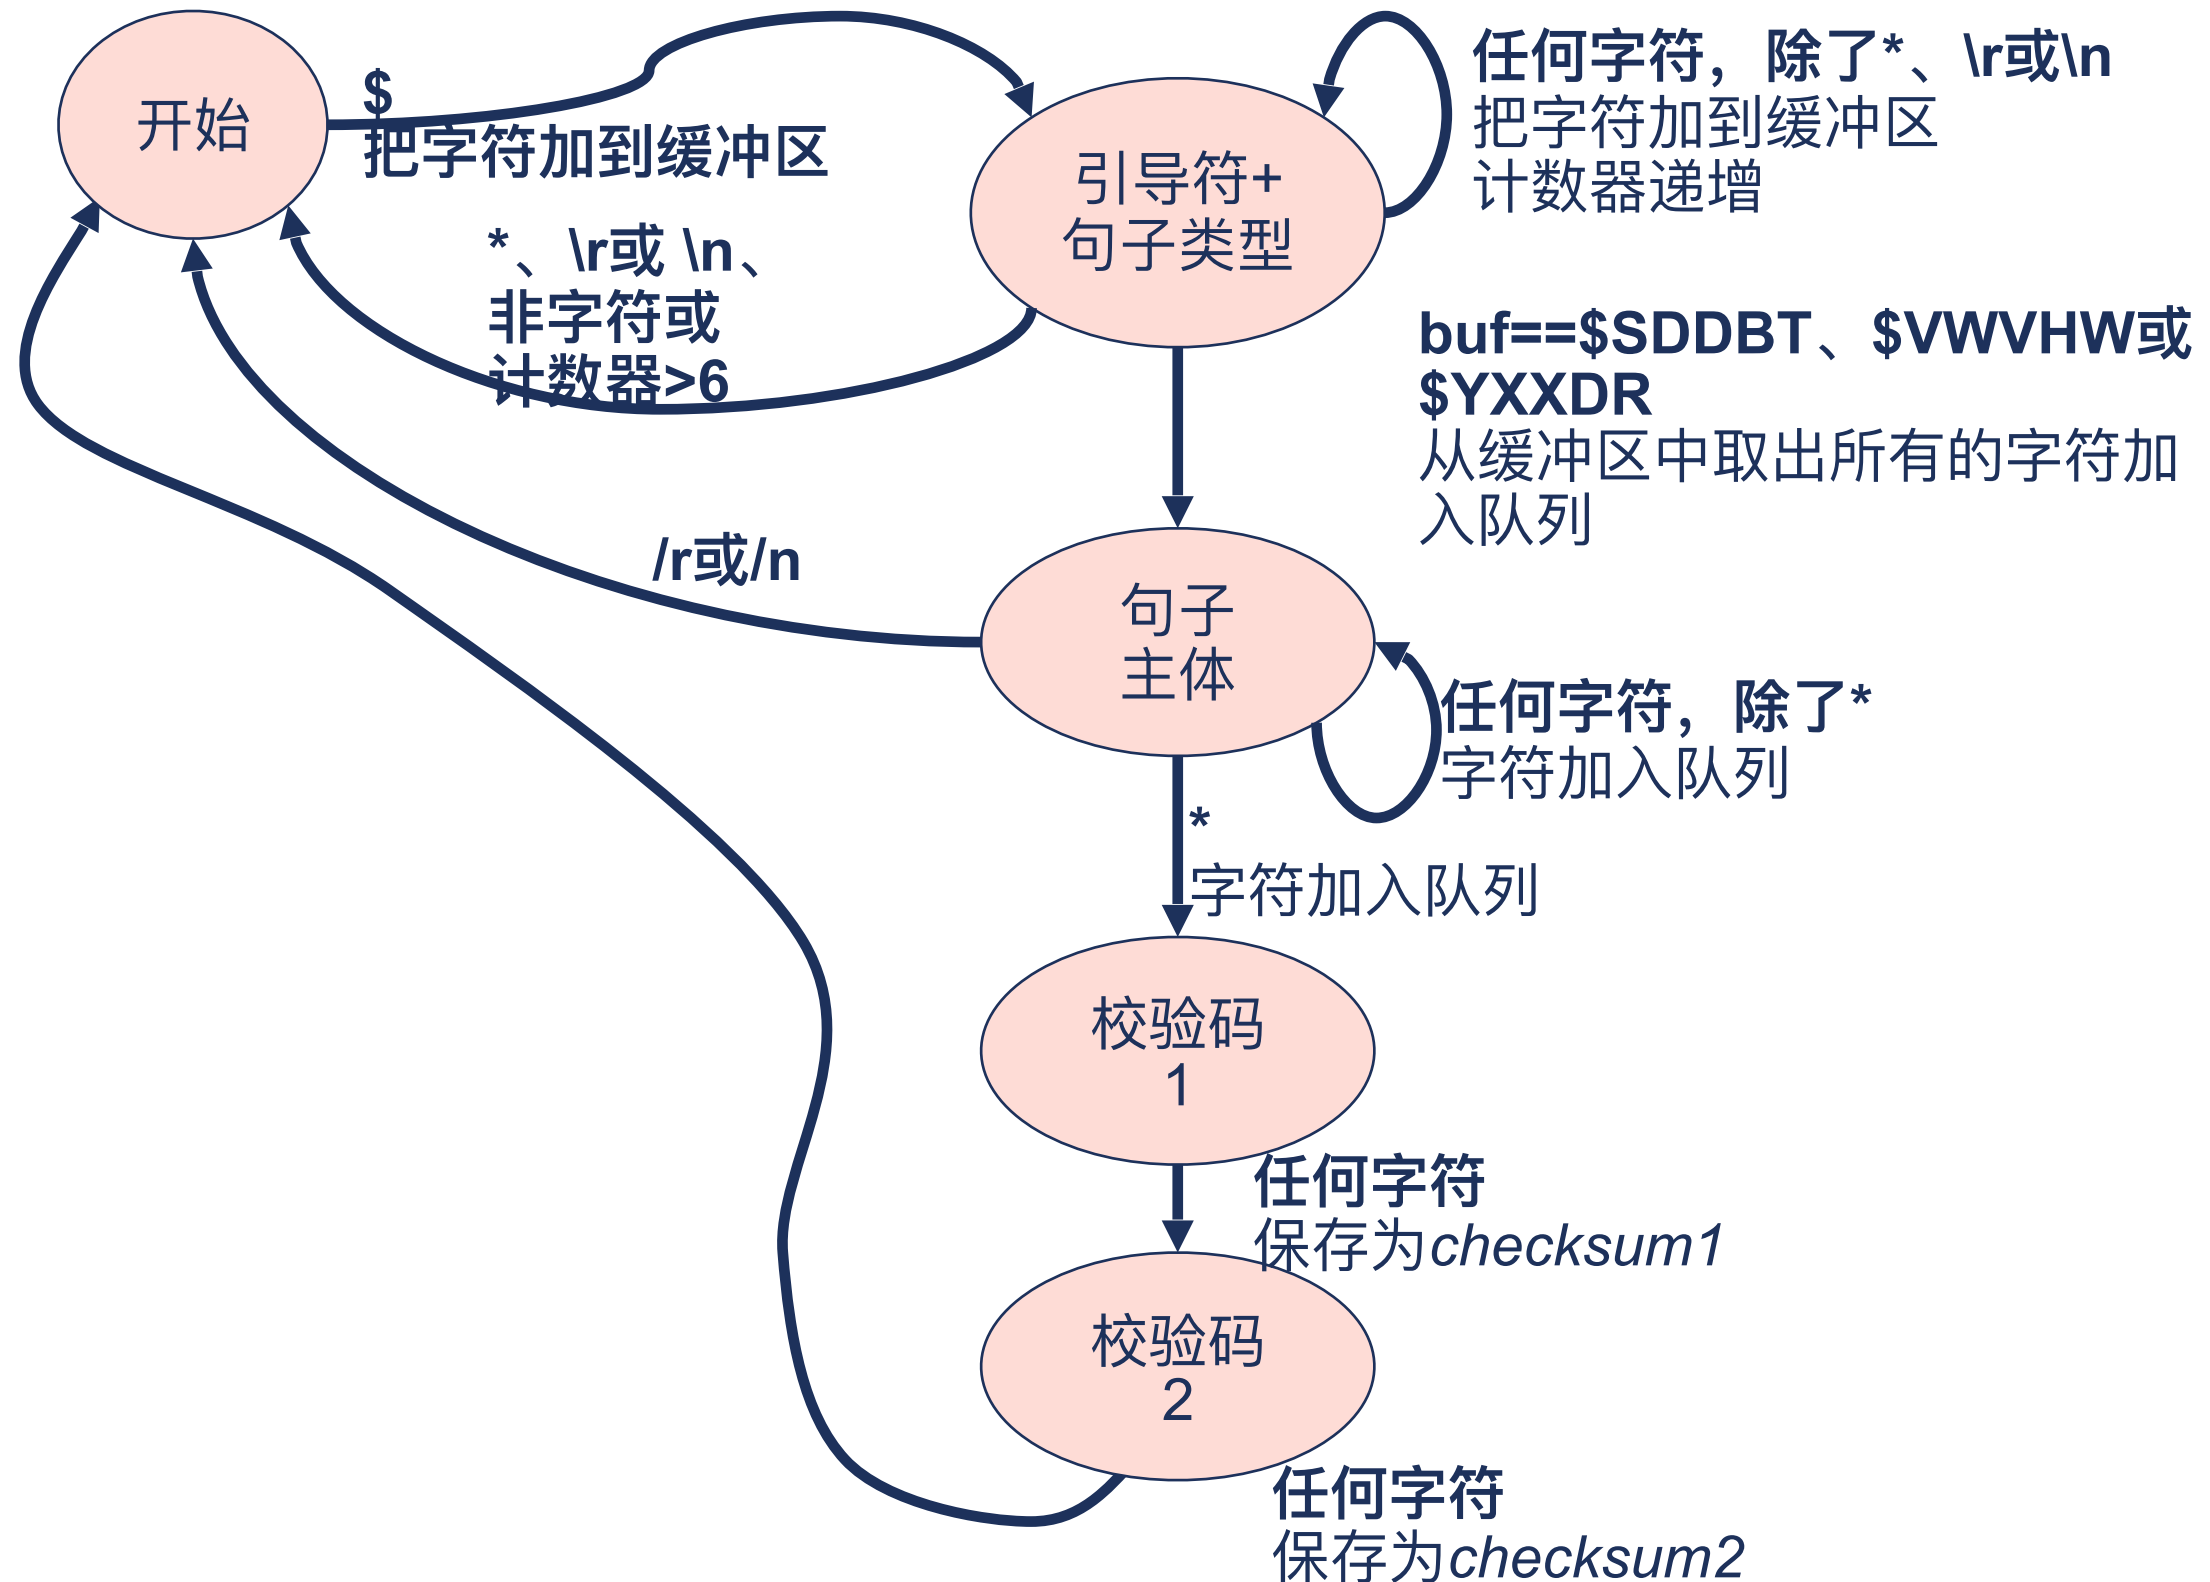 开始
$
把字符加到缓冲区
任何字符，除了*、\r或\n
把字符加到缓冲区
计数器递增
引导符+
句子类型
*、\r或 \n、
非字符或
计数器>6
buf==$SDDBT、$VWVHW或
$YXXDR
从缓冲区中取出所有的字符加
入队列
/r或/n
句子
主体
任何字符，除了*
字符加入队列
*
字符加入队列
校验码
1
任何字符
保存为checksum1
校验码
2
任何字符
保存为checksum2